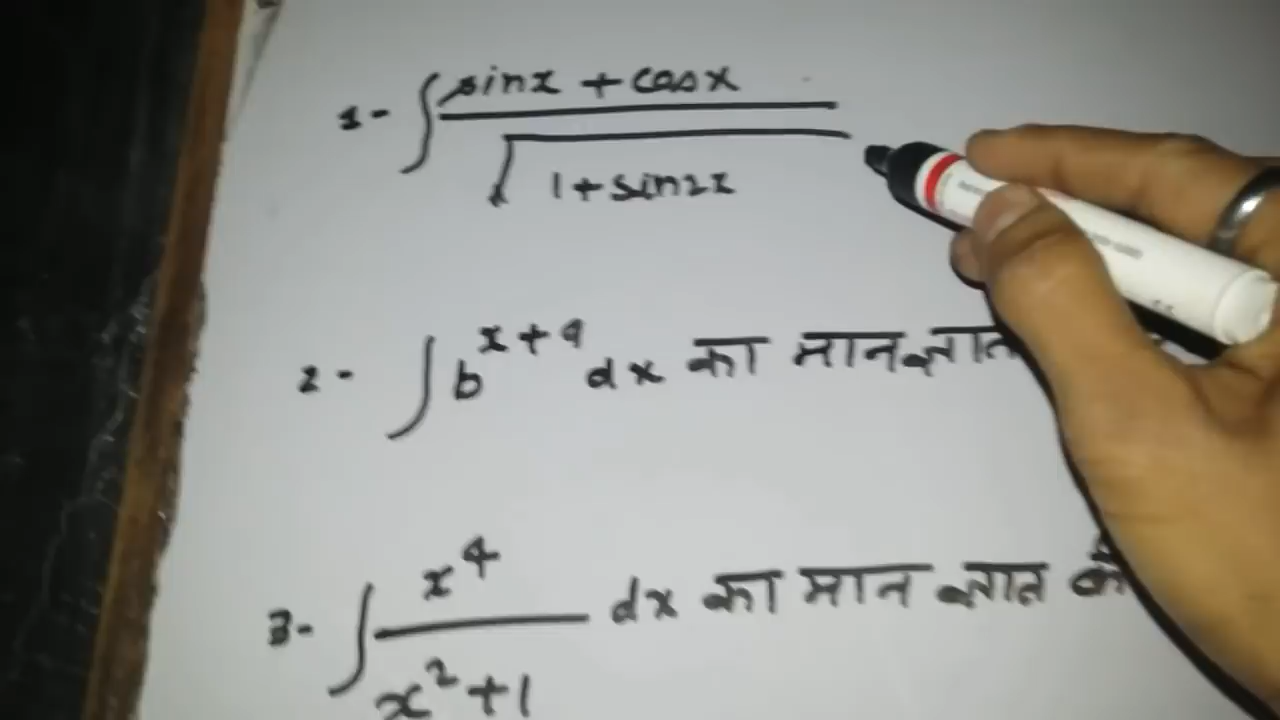 1- ∫ sinx + cosx
√ 1 + sin2x
2- ∫ b^x+4 dx का मान ज्ञात
3- ∫ x^4 / x^2+1 dx का मान ज्ञात